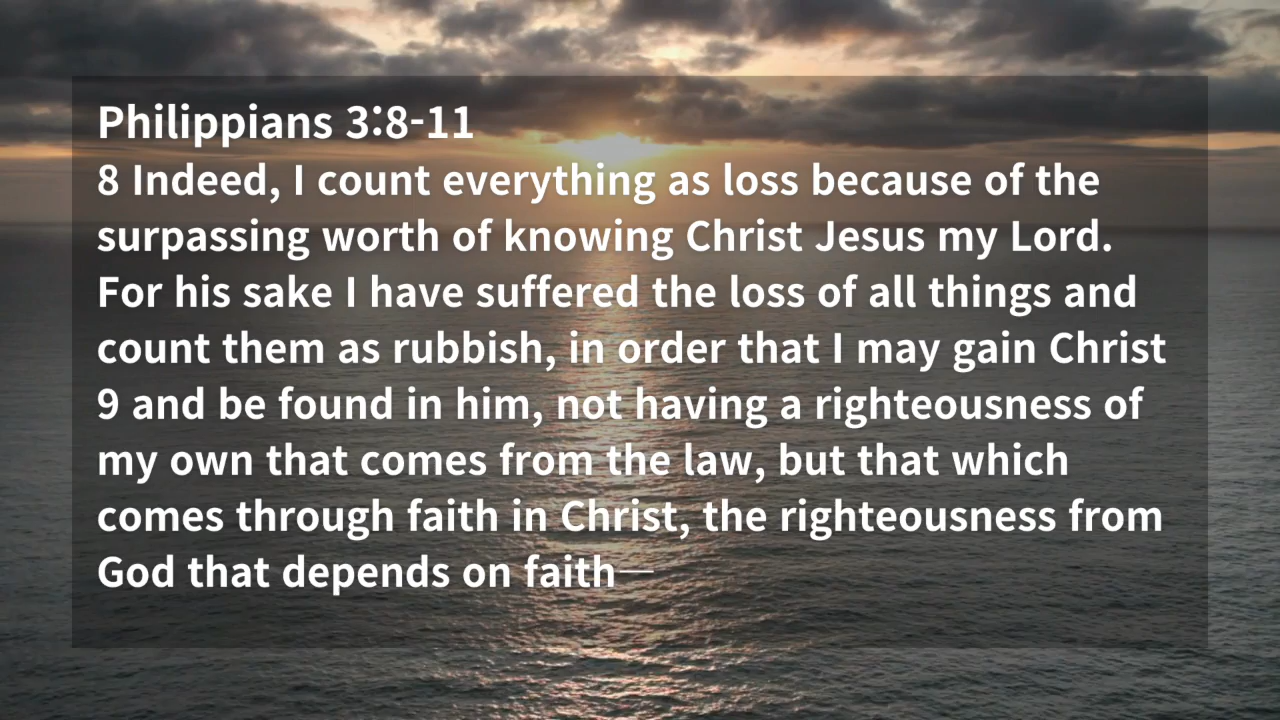 Philippians 3:8-11
8 Indeed, I count everything as loss because of the
surpassing worth of knowing Christ Jesus my Lord.
For his sake I have suffered the loss of all things and
count them as rubbish, in order that I may gain Christ
9 and be found in him, not having a righteousness of
my own that comes from the law, but that which
comes through faith in Christ, the righteousness from
God that depends on faith—